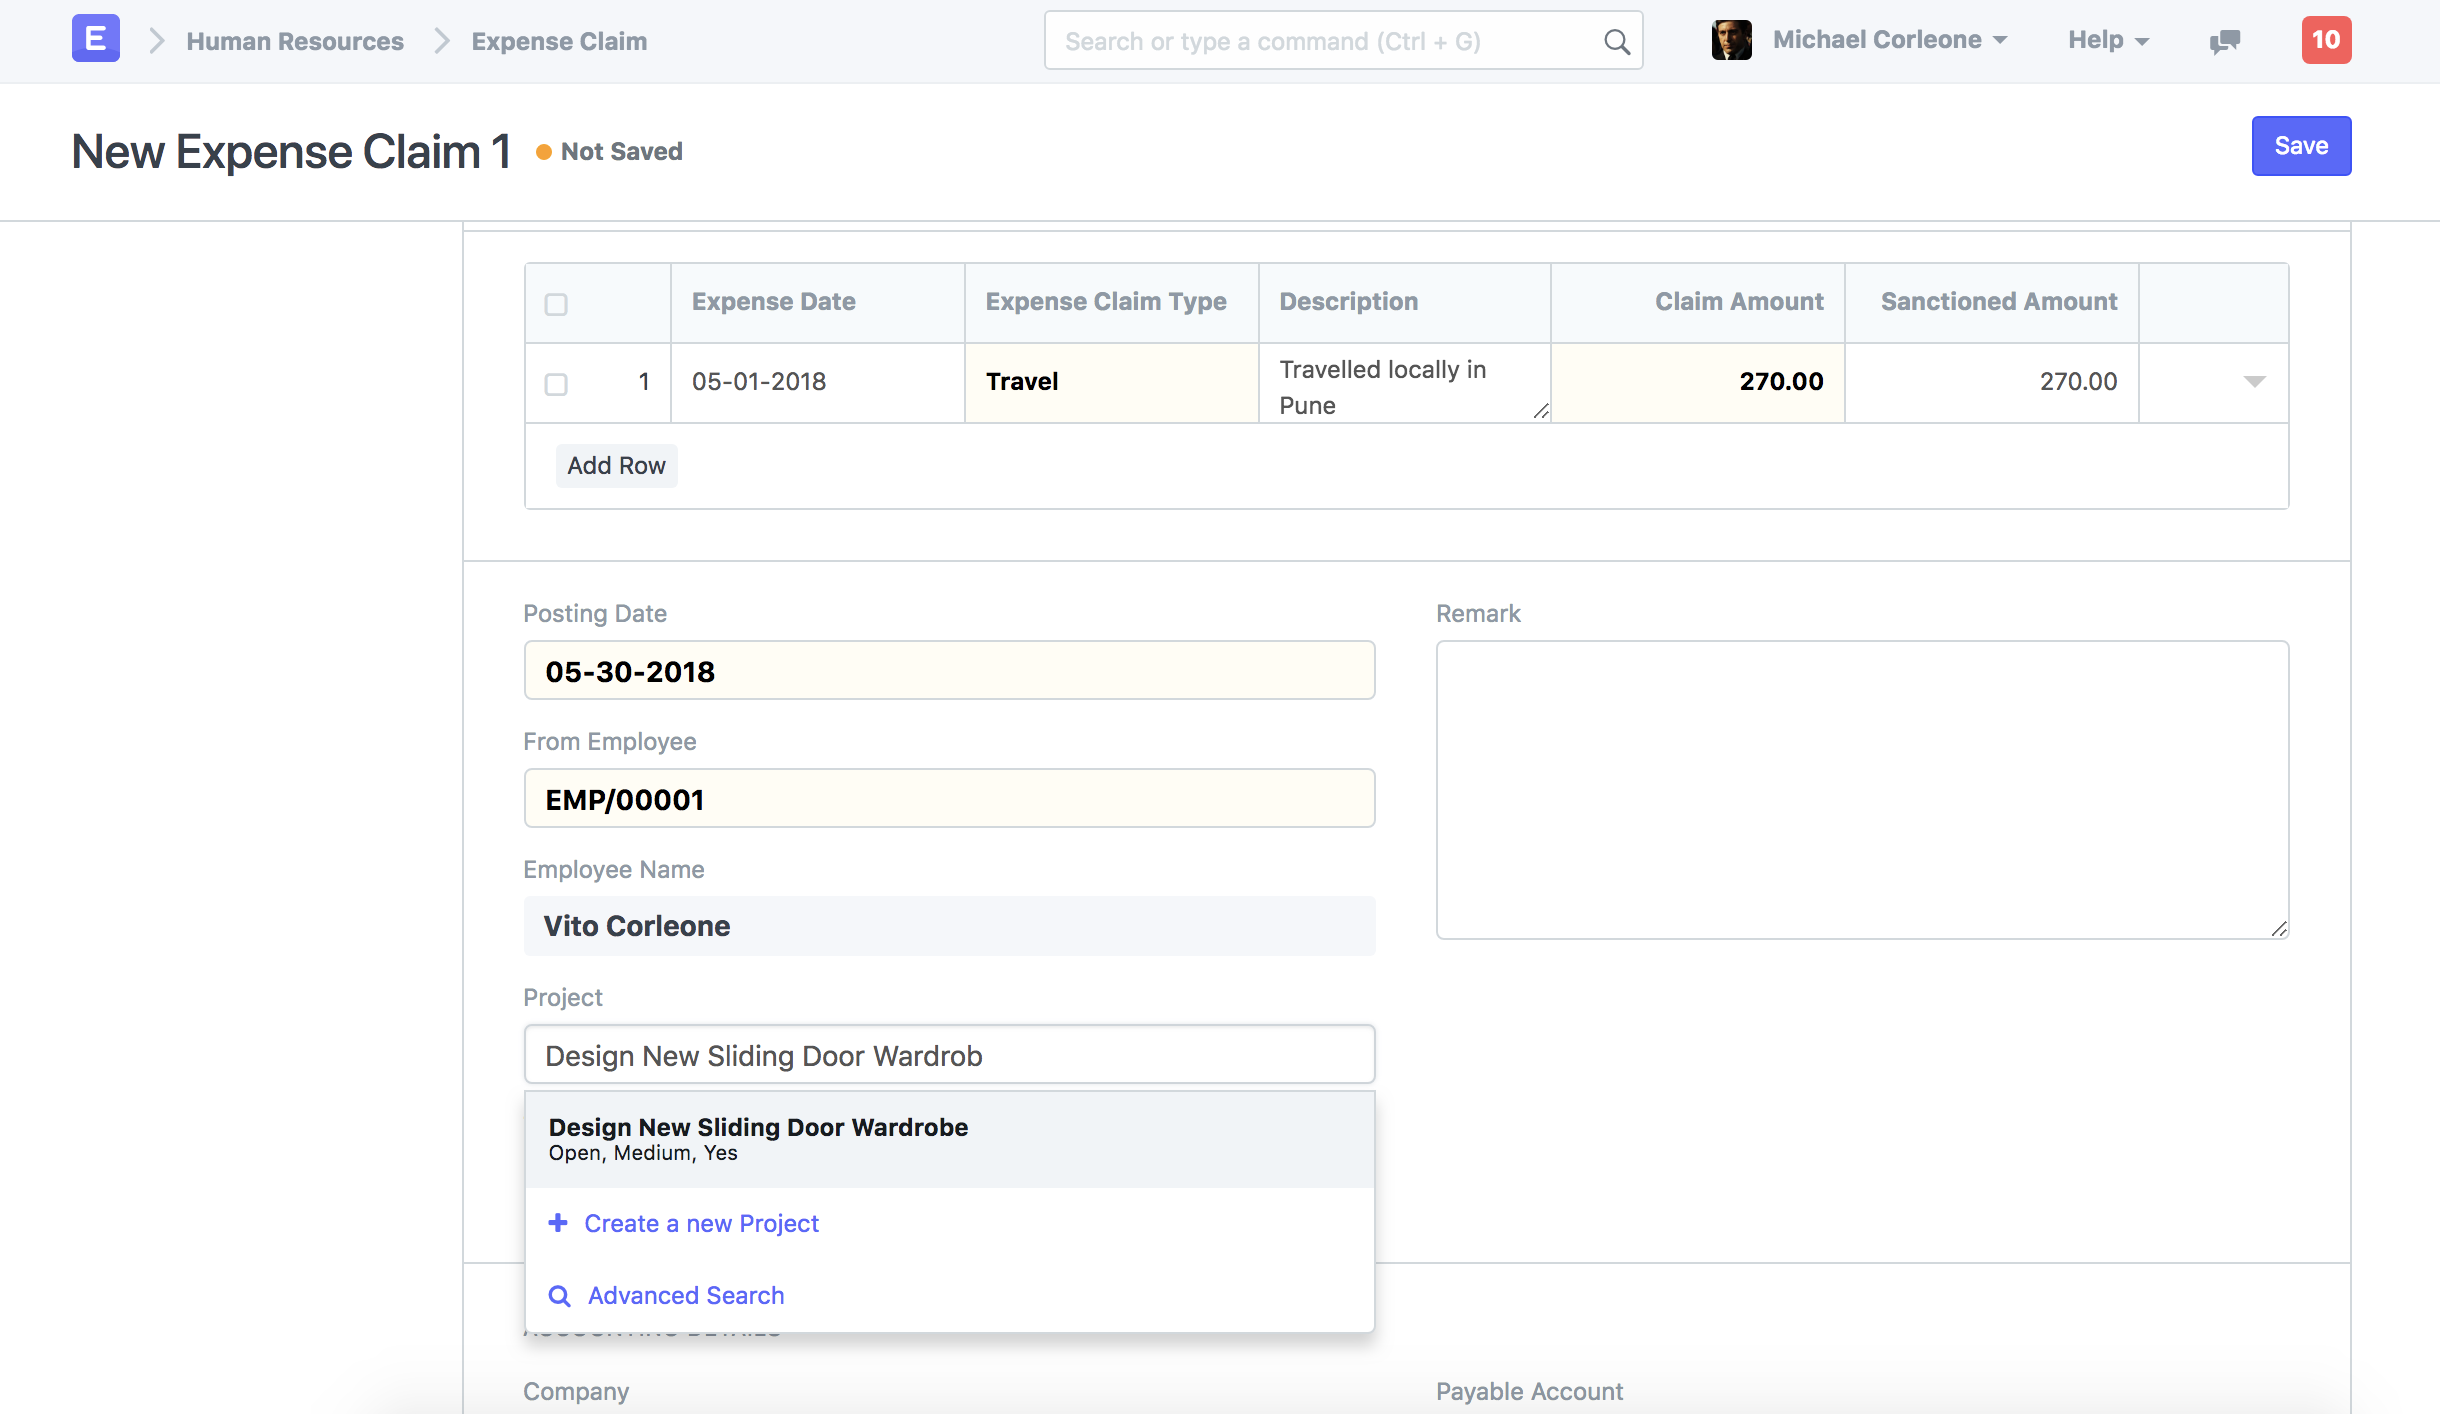 E Human Resources Expense Claim Search or type a command (Ctrl + G) Michael Corleone Help 10
New Expense Claim 1 Not Saved Save
Expense Date Expense Claim Type Description Claim Amount Sanctioned Amount
1 05-01-2018 Travel Travelled locally in 270.00 270.00
Pune
Add Row
Posting Date Remark
05-30-2018
From Employee
EMP/00001
Employee Name
Vito Corleone
Project
Design New Sliding Door Wardrob
Design New Sliding Door Wardrobe
Open, Medium, Yes
Create a new Project
Advanced Search
Company Payable Account